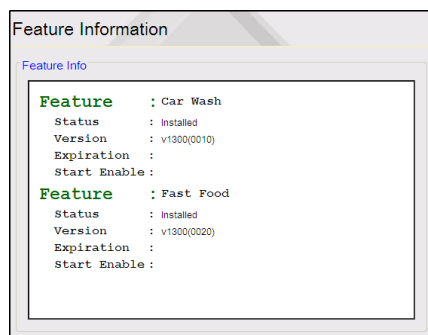 Feature Information
Feature Info
Feature : Car Wash
Status : Installed
Version : v1300(0010)
Expiration :
Start Enable :
Feature : Fast Food
Status : Installed
Version : v1300(0020)
Expiration :
Start Enable :